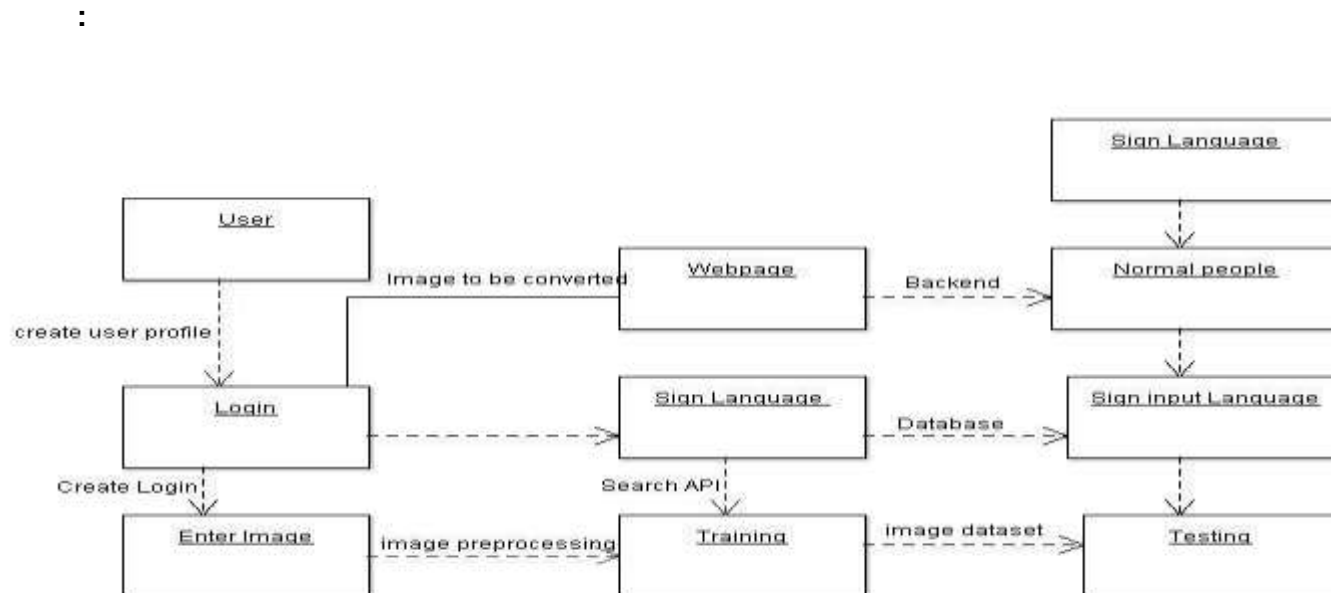 :
Sign Language
User
Image to be converted
Webpage
Backend
Normal people
create user profile
Login
Sign Language
Database
Sign input Language
Create Login
Search API
Enter Image
image preprocessing
Training
image dataset
Testing